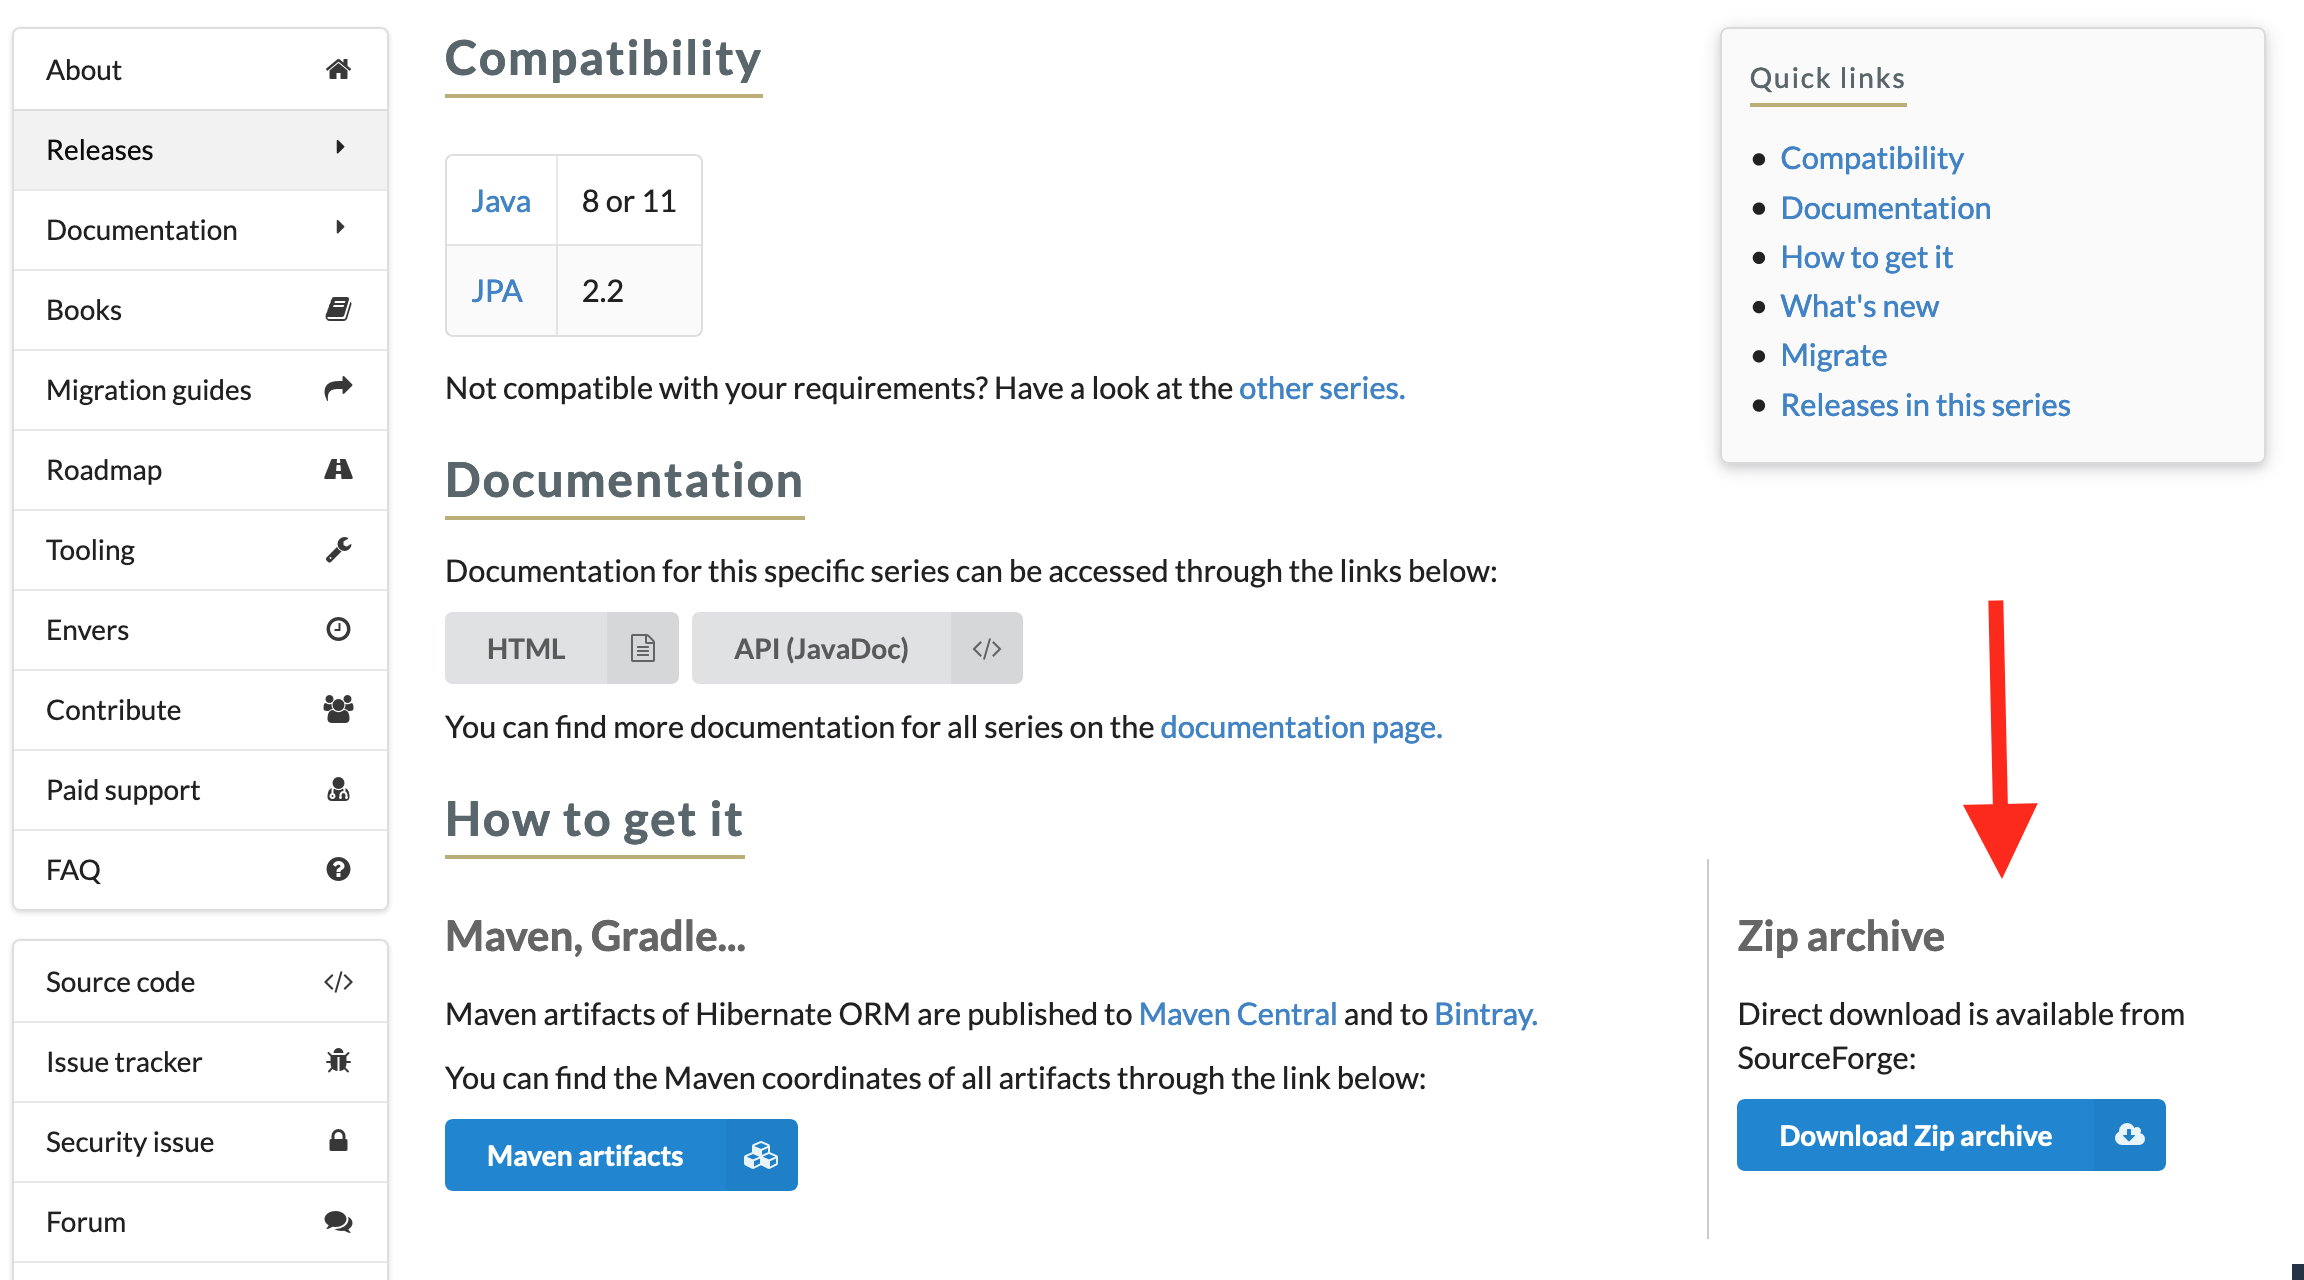 About
Releases
Documentation
Books
Migration guides
Roadmap
Tooling
Envers
Contribute
Paid support
FAQ
Source code
Issue tracker
Security issue
Forum
Compatibility
Java 8 or 11
JPA 2.2
Not compatible with your requirements? Have a look at the other series.
Documentation
Documentation for this specific series can be accessed through the links below:
HTML API (JavaDoc)
You can find more documentation for all series on the documentation page.
How to get it
Maven, Gradle...
Maven artifacts of Hibernate ORM are published to Maven Central and to Bintray.
You can find the Maven coordinates of all artifacts through the link below:
Maven artifacts
Quick links
Compatibility
Documentation
How to get it
What's new
Migrate
Releases in this series
Zip archive
Direct download is available from
SourceForge:
Download Zip archive